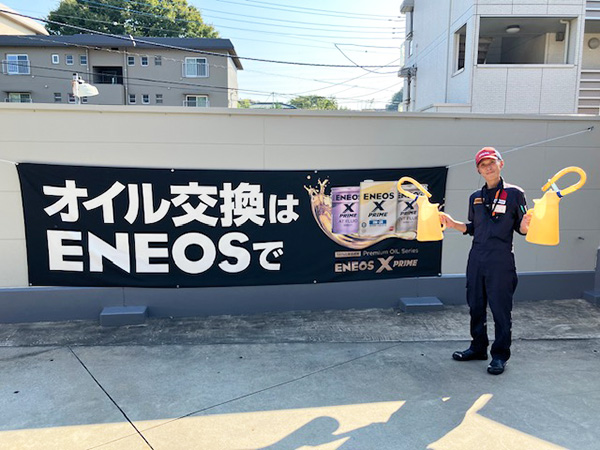 オイル交換は
ENEOSで
ENEOS
X
PRIME
ENEOS
X
PRIME
Premium OIL Series
ENEOS X PRIME